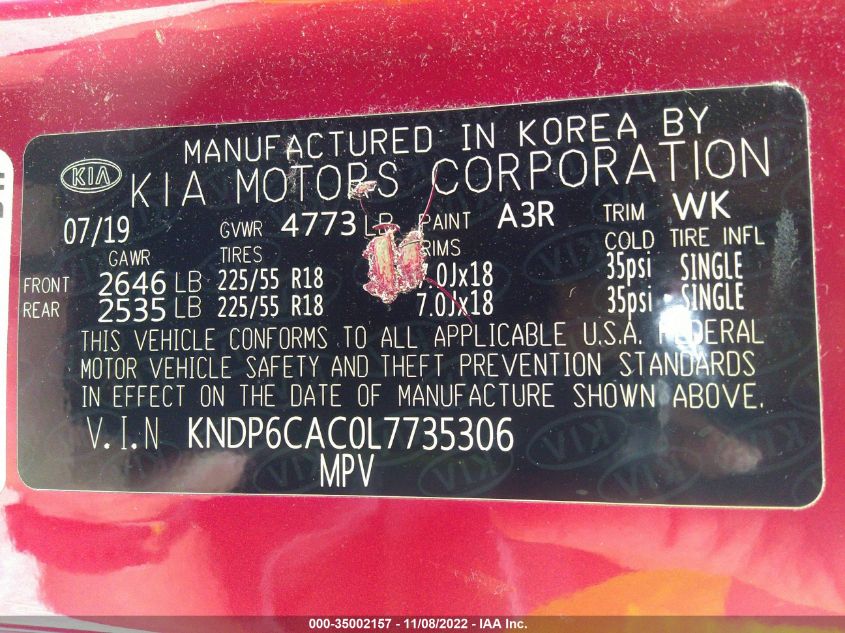 MANUFACTURED IN KOREA BY
KIA KIA MOTORS CORPORATION
07/19 GVWR 4773 LB PAINT A3R TRIM WK
GAWR TIRES RIMS COLD TIRE INFL
FRONT 2646 LB 225/55 R18 7.0Jx18 35psi SINGLE
REAR 2535 LB 225/55 R18 7.0Jx18 35psi SINGLE
THIS VEHICLE CONFORMS TO ALL APPLICABLE U.S.A. FEDERAL
MOTOR VEHICLE SAFETY AND THEFT PREVENTION STANDARDS
IN EFFECT ON THE DATE OF MANUFACTURE SHOWN ABOVE.
V.I.N KNDP6CAC0L7735306
MPV
000-35002157 - 11/08/2022 - IAA Inc.